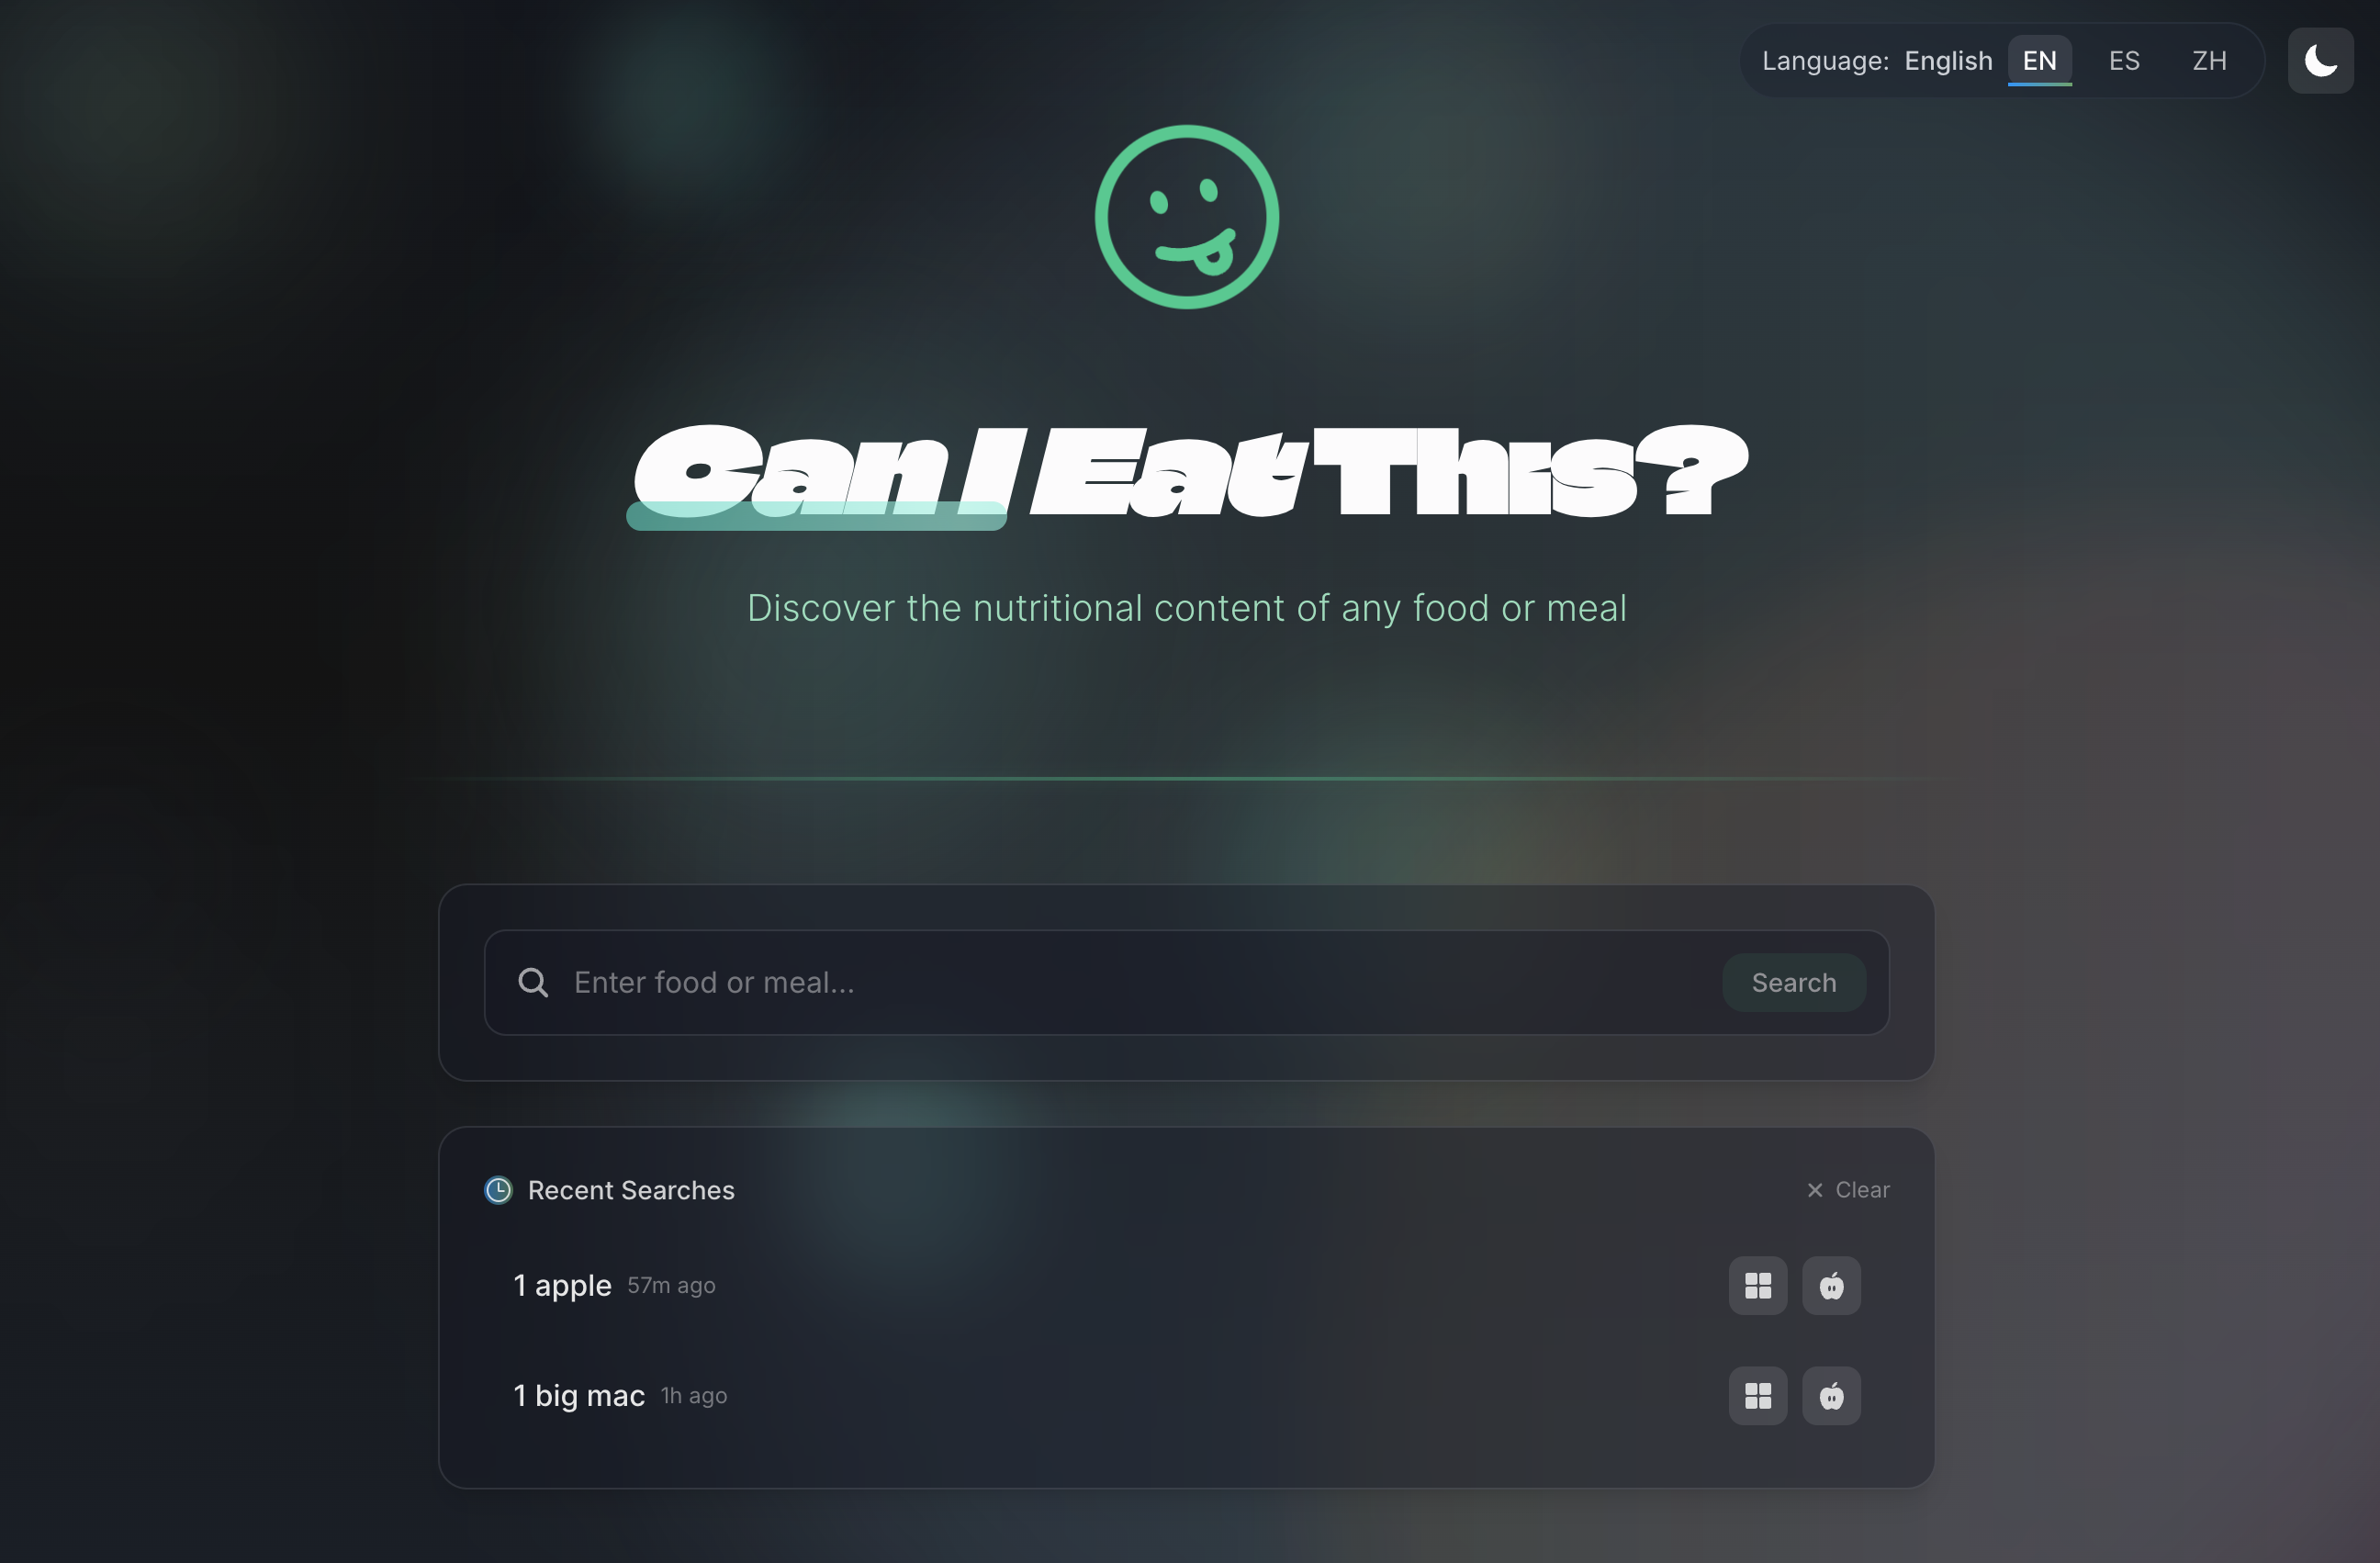 Language: English EN ES ZH
Can I Eat This?
Discover the nutritional content of any food or meal
Enter food or meal...
Search
Recent Searches
Clear
1 apple 57m ago
1 big mac 1h ago